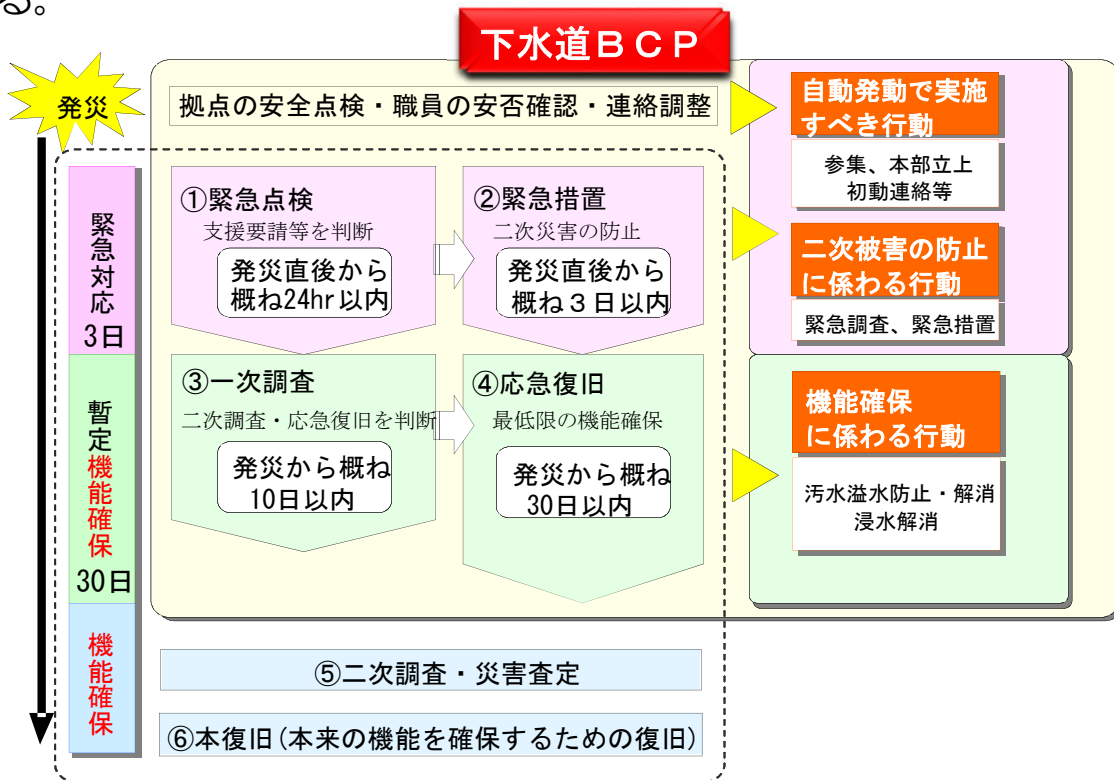 る。
下水道ＢＣＰ
発災
拠点の安全点検・職員の安否確認・連絡調整
自動発動で実施
すべき行動
参集、本部立上
初動連絡等
緊急対応
3日
①緊急点検
支援要請等を判断
発災直後から
概ね24hr以内
②緊急措置
二次災害の防止
発災直後から
概ね３日以内
二次被害の防止
に係わる行動
緊急調査、緊急措置
暫定機能確保
30日
③一次調査
二次調査・応急復旧を判断
発災から概ね
10日以内
④応急復旧
最低限の機能確保
発災から概ね
30日以内
機能確保
に係わる行動
汚水溢水防止・解消
浸水解消
機能確保
⑤二次調査・災害査定
⑥本復旧(本来の機能を確保するための復旧)